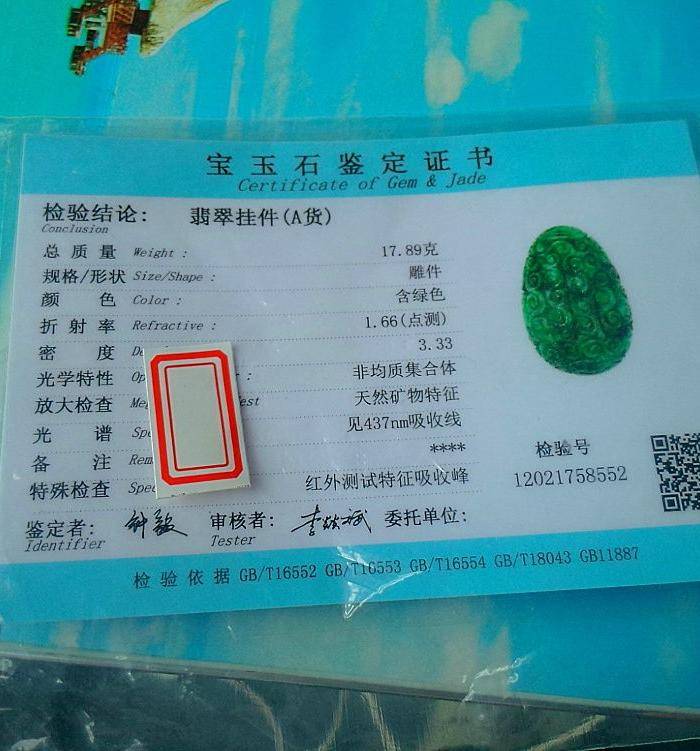 宝玉石鉴定证书
Certificate of Gem & Jade
检验结论: 翡翠挂件(A货)
Conclusion
总质量 Weight: 17.89克
规格/形状 Size/Shape: 雕件
颜色 Color: 含绿色
折射率 Refractive: 1.66(点测)
密度 3.33
光学特性 : 非均质集合体
放大检查 天然矿物特征
光谱 见437nm吸收线
备注 ****
特殊检查 红外测试特征吸收峰
检验号
12021758552
鉴定者: 审核者: 委托单位:
Identifier Tester
检验依据 GB/T16552 GB/T16553 GB/T16554 GB/T18043 GB11887